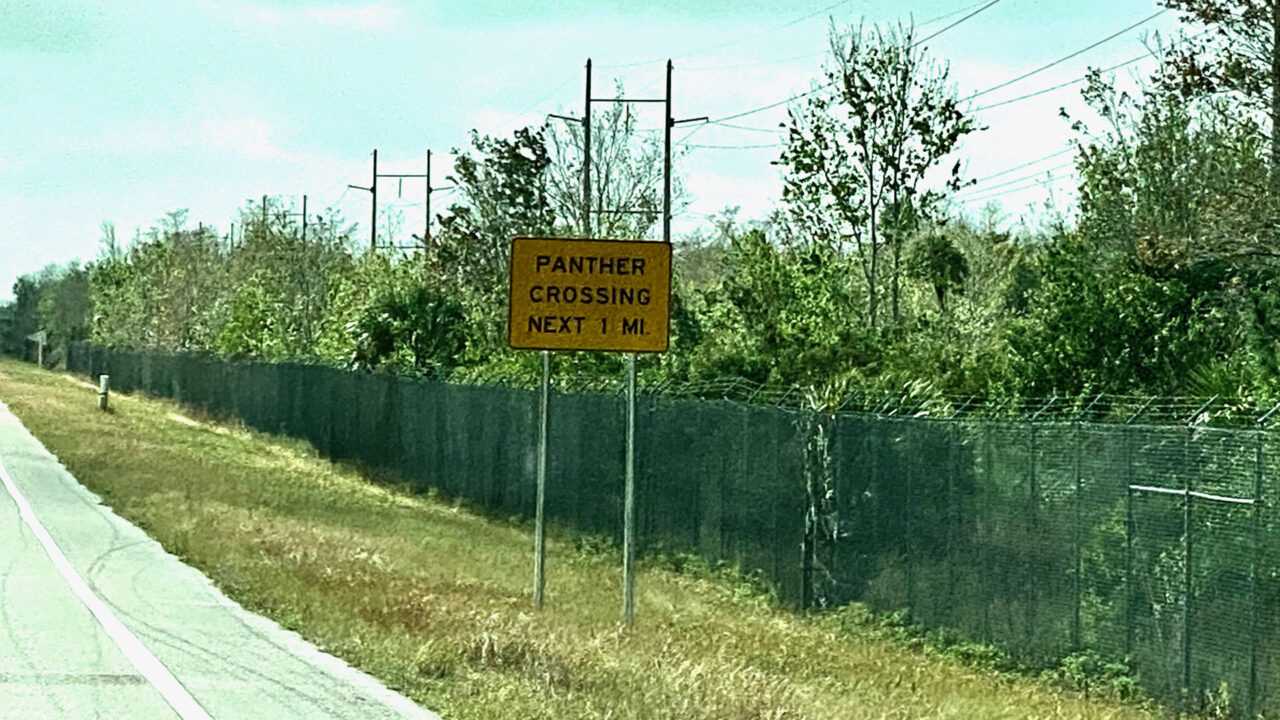 PANTHER
CROSSING
NEXT 1 MI.